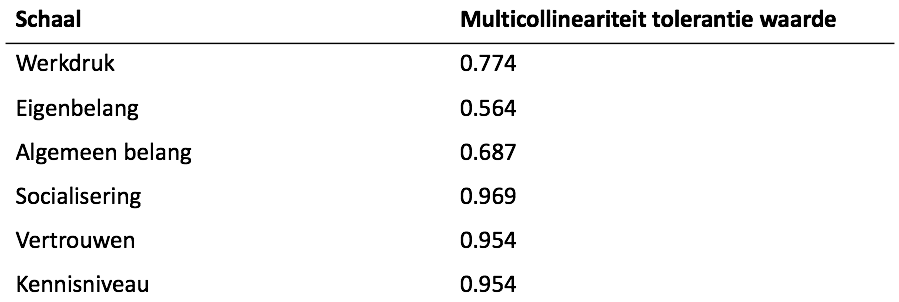 Schaal Multicollineariteit tolerantie waarde
Werkdruk 0.774
Eigenbelang 0.564
Algemeen belang 0.687
Socialisering 0.969
Vertrouwen 0.954
Kennisniveau 0.954